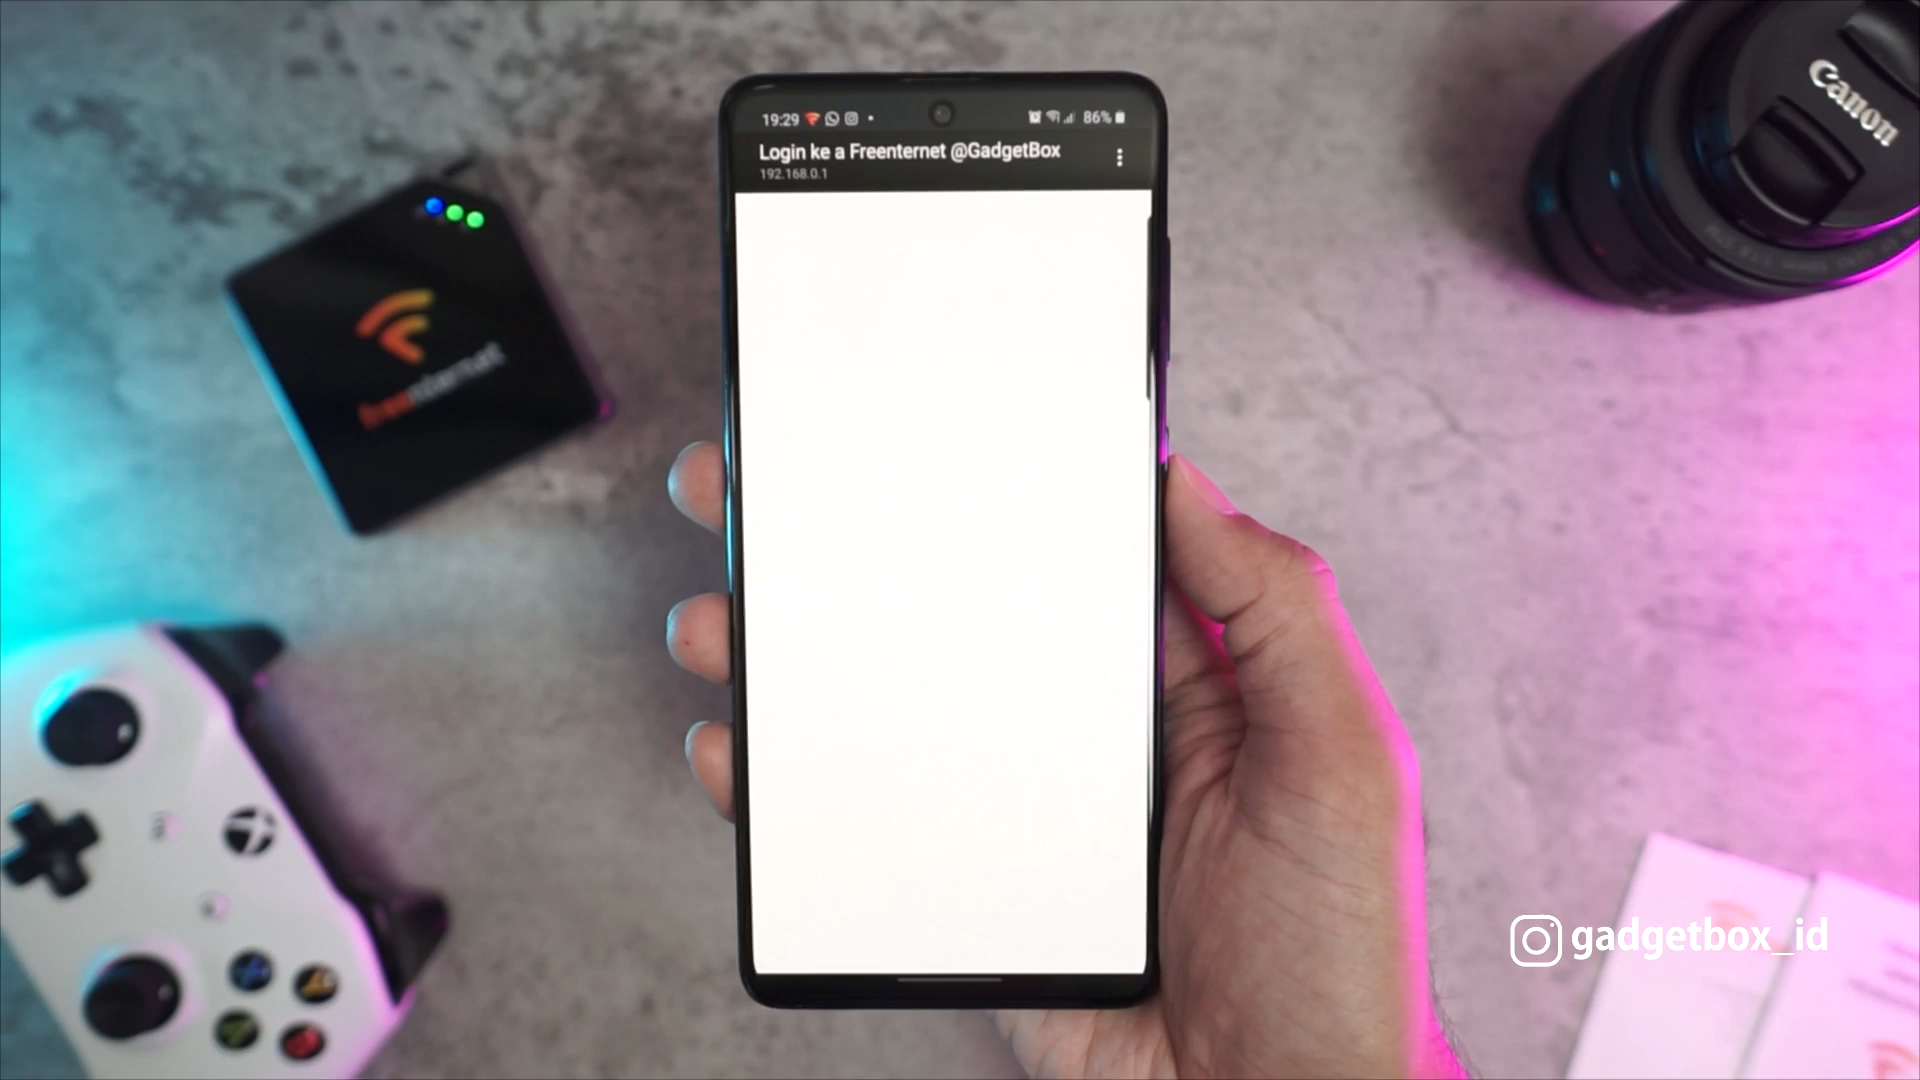 19:29
86%
Login ke a Freenternet @GadgetBox
192.168.0.1
freenternet
Canon
gadgetbox_id